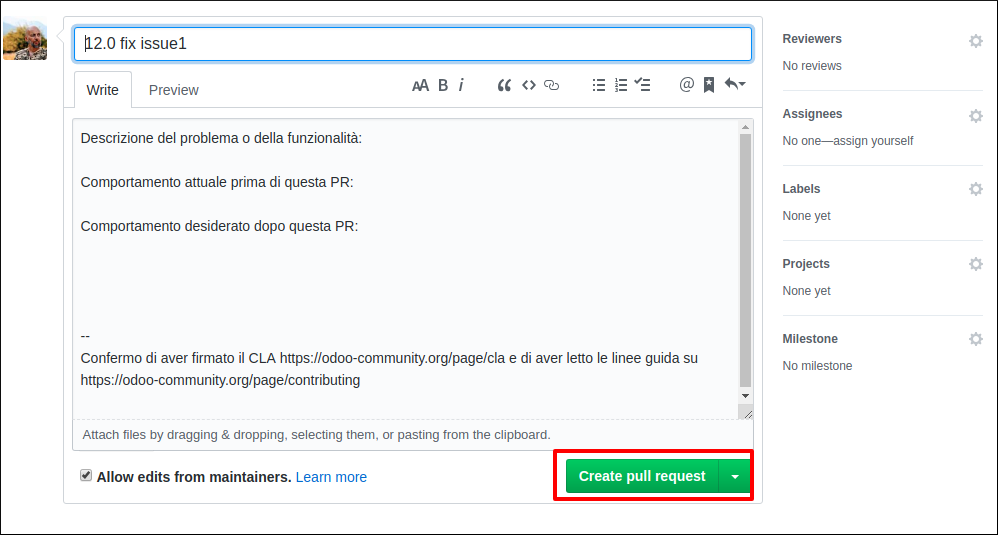 12.0 fix issue1
Write
Preview
AA B i
@
Descrizione del problema o della funzionalità:
Comportamento attuale prima di questa PR:
Comportamento desiderato dopo questa PR:
--
Confermo di aver firmato il CLA https://odoo-community.org/page/cla e di aver letto le linee guida su
https://odoo-community.org/page/contributing
Attach files by dragging & dropping, selecting them, or pasting from the clipboard.
Allow edits from maintainers. Learn more
Create pull request
Reviewers
No reviews
Assignees
No one—assign yourself
Labels
None yet
Projects
None yet
Milestone
No milestone